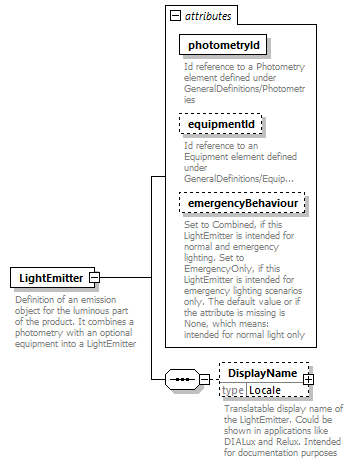 attributes
photometryId
Id reference to a Photometry
element defined under
GeneralDefinitions/Photometr
ies
equipmentId
Id reference to an
Equipment element defined
under
GeneralDefinitions/Equip...
emergencyBehaviour
Set to Combined, if this
LightEmitter is intended for
normal and emergency
lighting. Set to
EmergencyOnly, if this
LightEmitter is intended for
emergency lighting scenarios
only. The default value or if
the attribute is missing is
None, which means:
intended for normal light only
LightEmitter
Definition of an emission
object for the luminous part
of the product. It combines a
photometry with an optional
equipment into a LightEmitter
DisplayName
type Locale
Translatable display name of
the LightEmitter. Could be
shown in applications like
DIALux and Relux. Intended
for documentation purposes